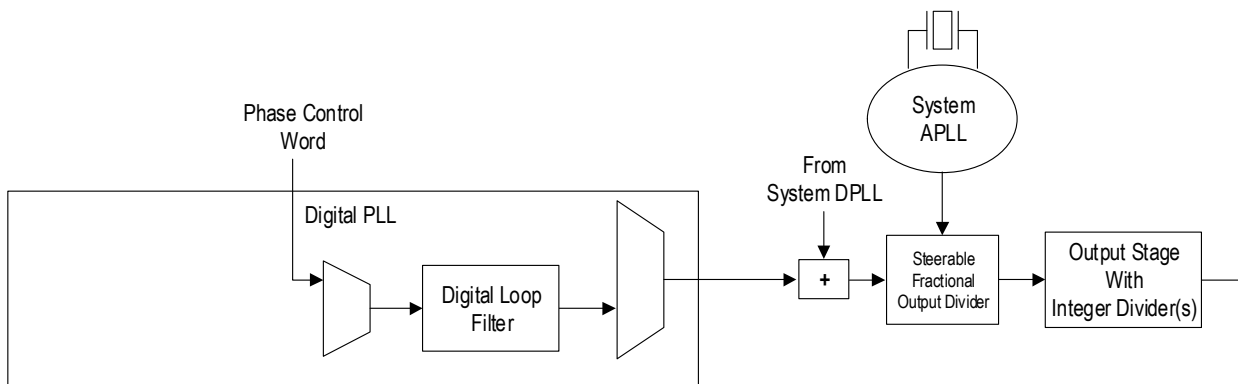 System
APLL
Phase Control
Word
From
System DPLL
Digital PLL
Digital Loop
Filter
+
Steerable
Fractional
Output Divider
Output Stage
With
Integer Divider(s)